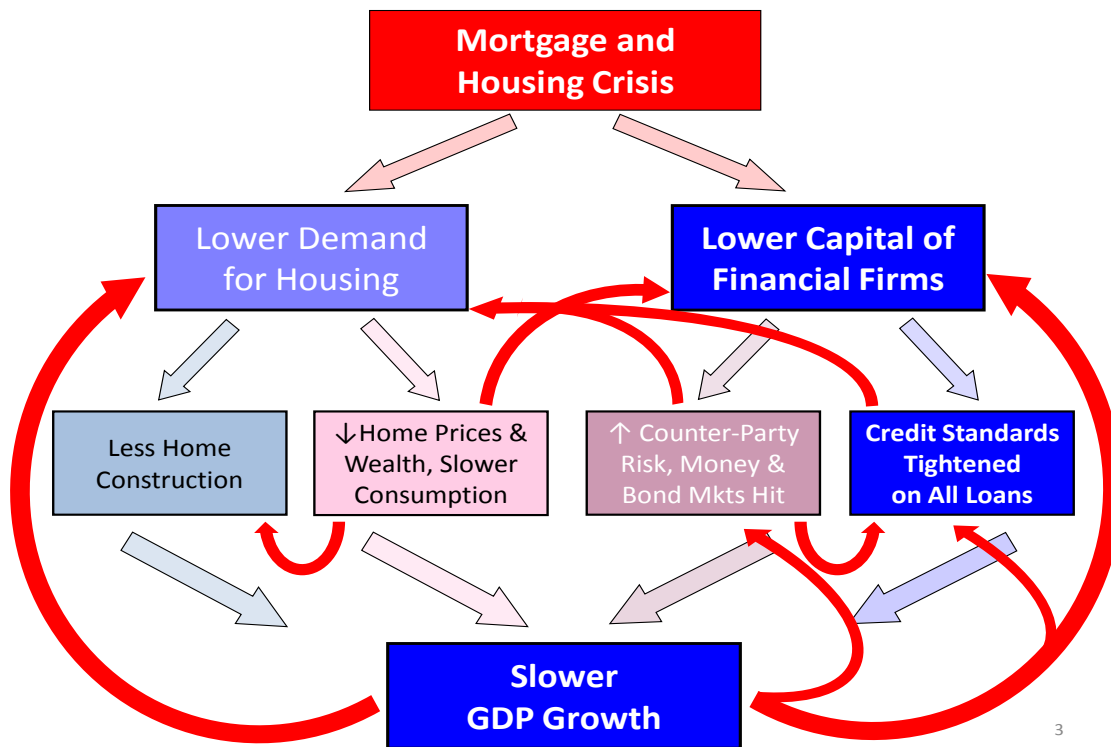 Mortgage and
Housing Crisis
Lower Demand
for Housing
Lower Capital of
Financial Firms
Less Home
Construction
↓Home Prices &
Wealth, Slower
Consumption
↑ Counter-Party
Risk, Money &
Bond Mkts Hit
Credit Standards
Tightened
on All Loans
Slower
GDP Growth
3